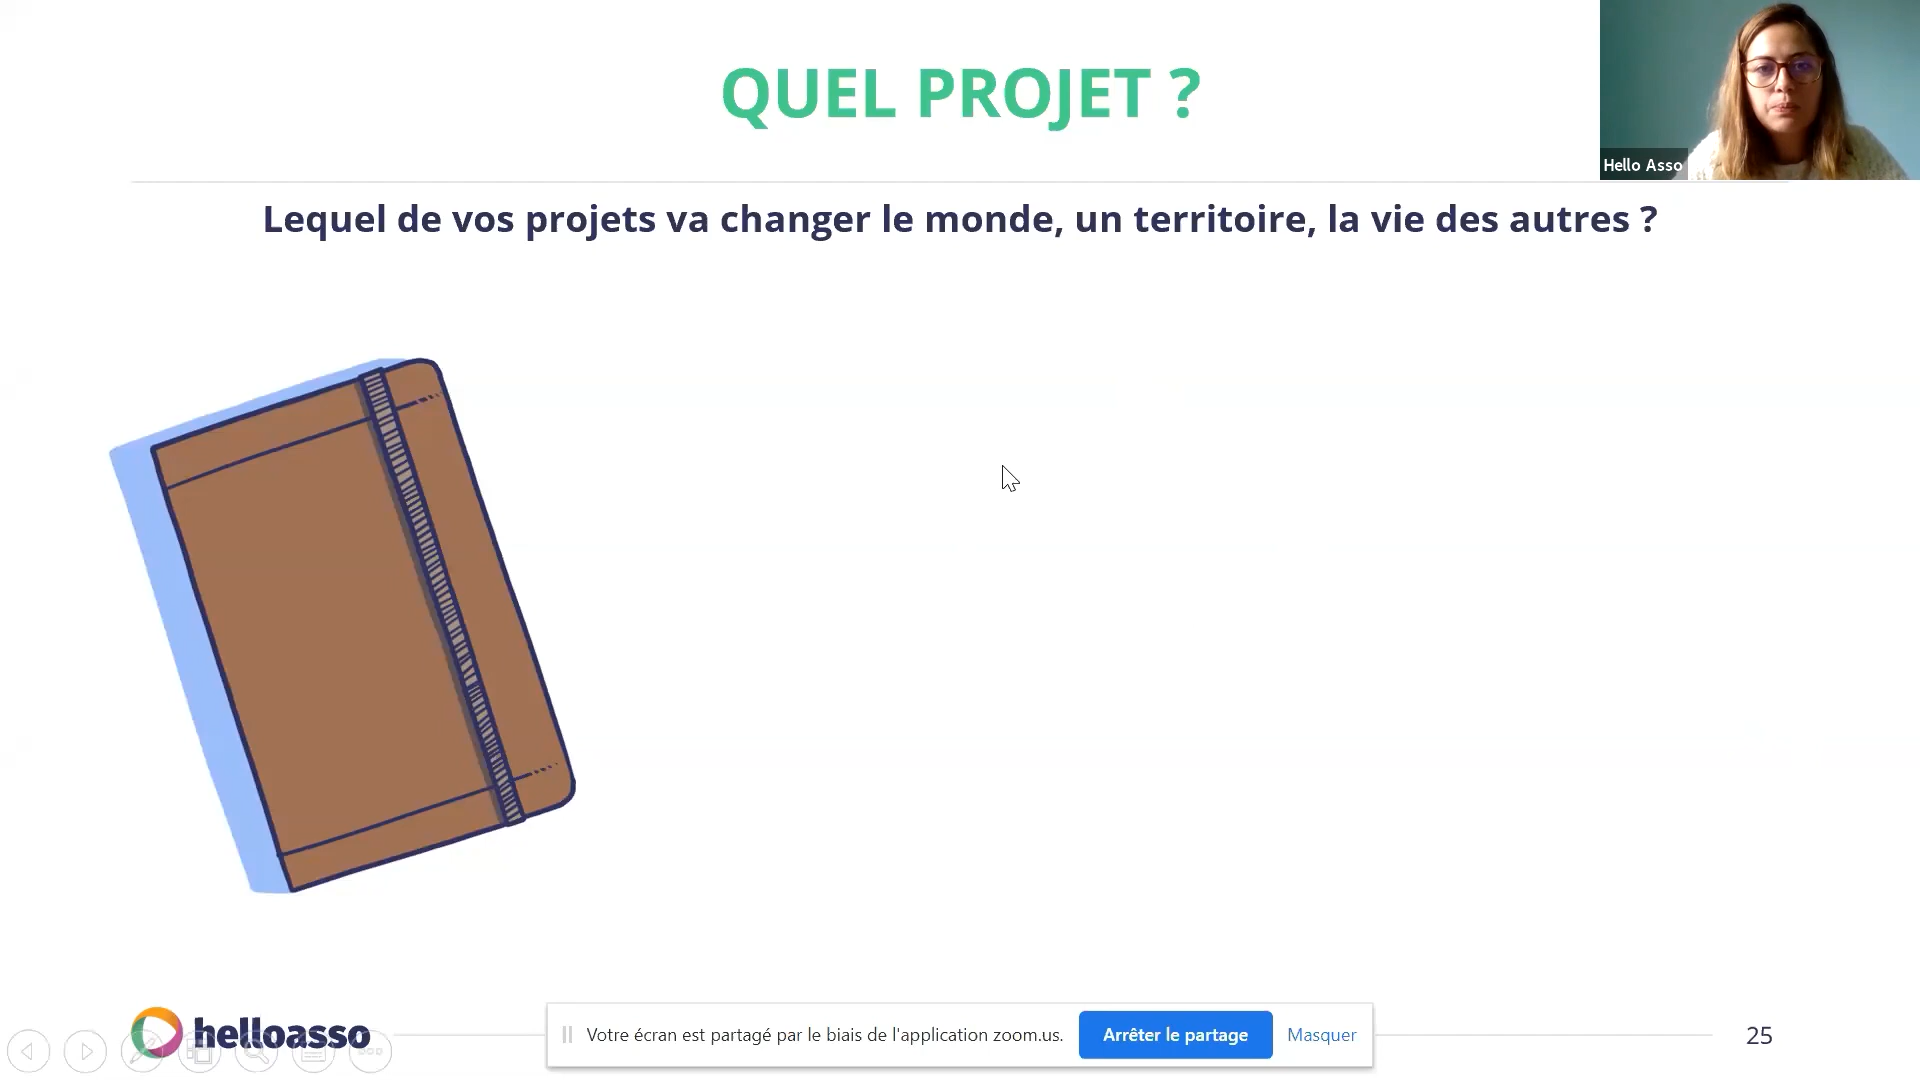 QUEL PROJET ?
Hello Asso
Lequel de vos projets va changer le monde, un territoire, la vie des autres ?
helloasso
Votre écran est partagé par le biais de l'application zoom.us.
Arrêter le partage
Masquer
25